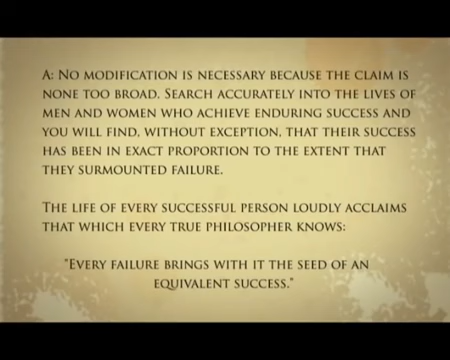 A: No modification is necessary because the claim is
none too broad. Search accurately into the lives of
men and women who achieve enduring success and
you will find, without exception, that their success
has been in exact proportion to the extent that
they surmounted failure.
The life of every successful person loudly acclaims
that which every true philosopher knows:
"Every failure brings with it the seed of an
equivalent success."